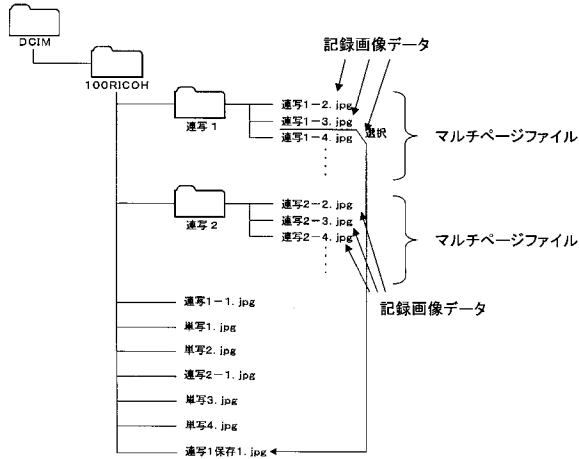 DCIM
100RICOH
記録画像データ
連写1
連写1－2. jpg
連写1－3. jpg
連写1－4. jpg
選択
マルチページファイル
連写2
連写2－2. jpg
連写2－3. jpg
連写2－4. jpg
マルチページファイル
記録画像データ
連写1－1. jpg
単写1. jpg
単写2. jpg
連写2－1. jpg
単写3. jpg
単写4. jpg
連写1保存1. jpg